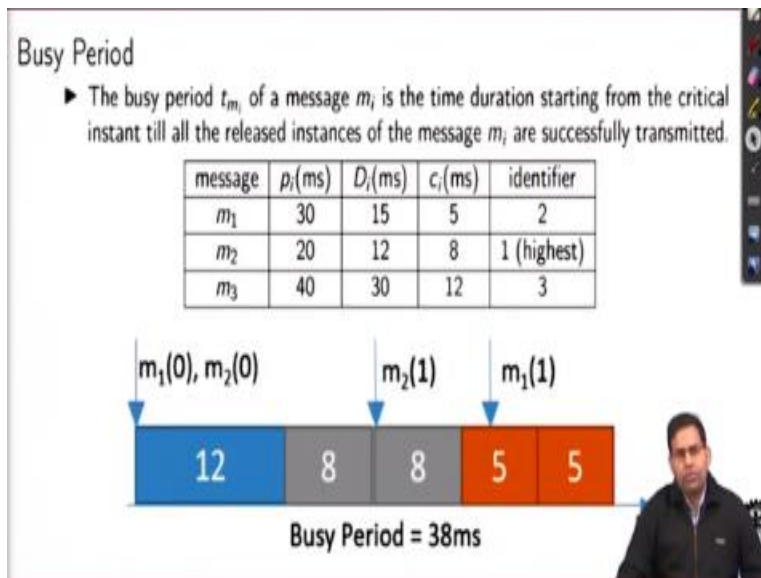 Busy Period
▶ The busy period t_{m_i} of a message m_i is the time duration starting from the critical
instant till all the released instances of the message m_i are successfully transmitted.
message p_i(ms) D_i(ms) c_i(ms) identifier
m_1 30 15 5 2
m_2 20 12 8 1 (highest)
m_3 40 30 12 3
m_1(0), m_2(0) m_2(1) m_1(1)
12 8 8 5 5
Busy Period = 38ms